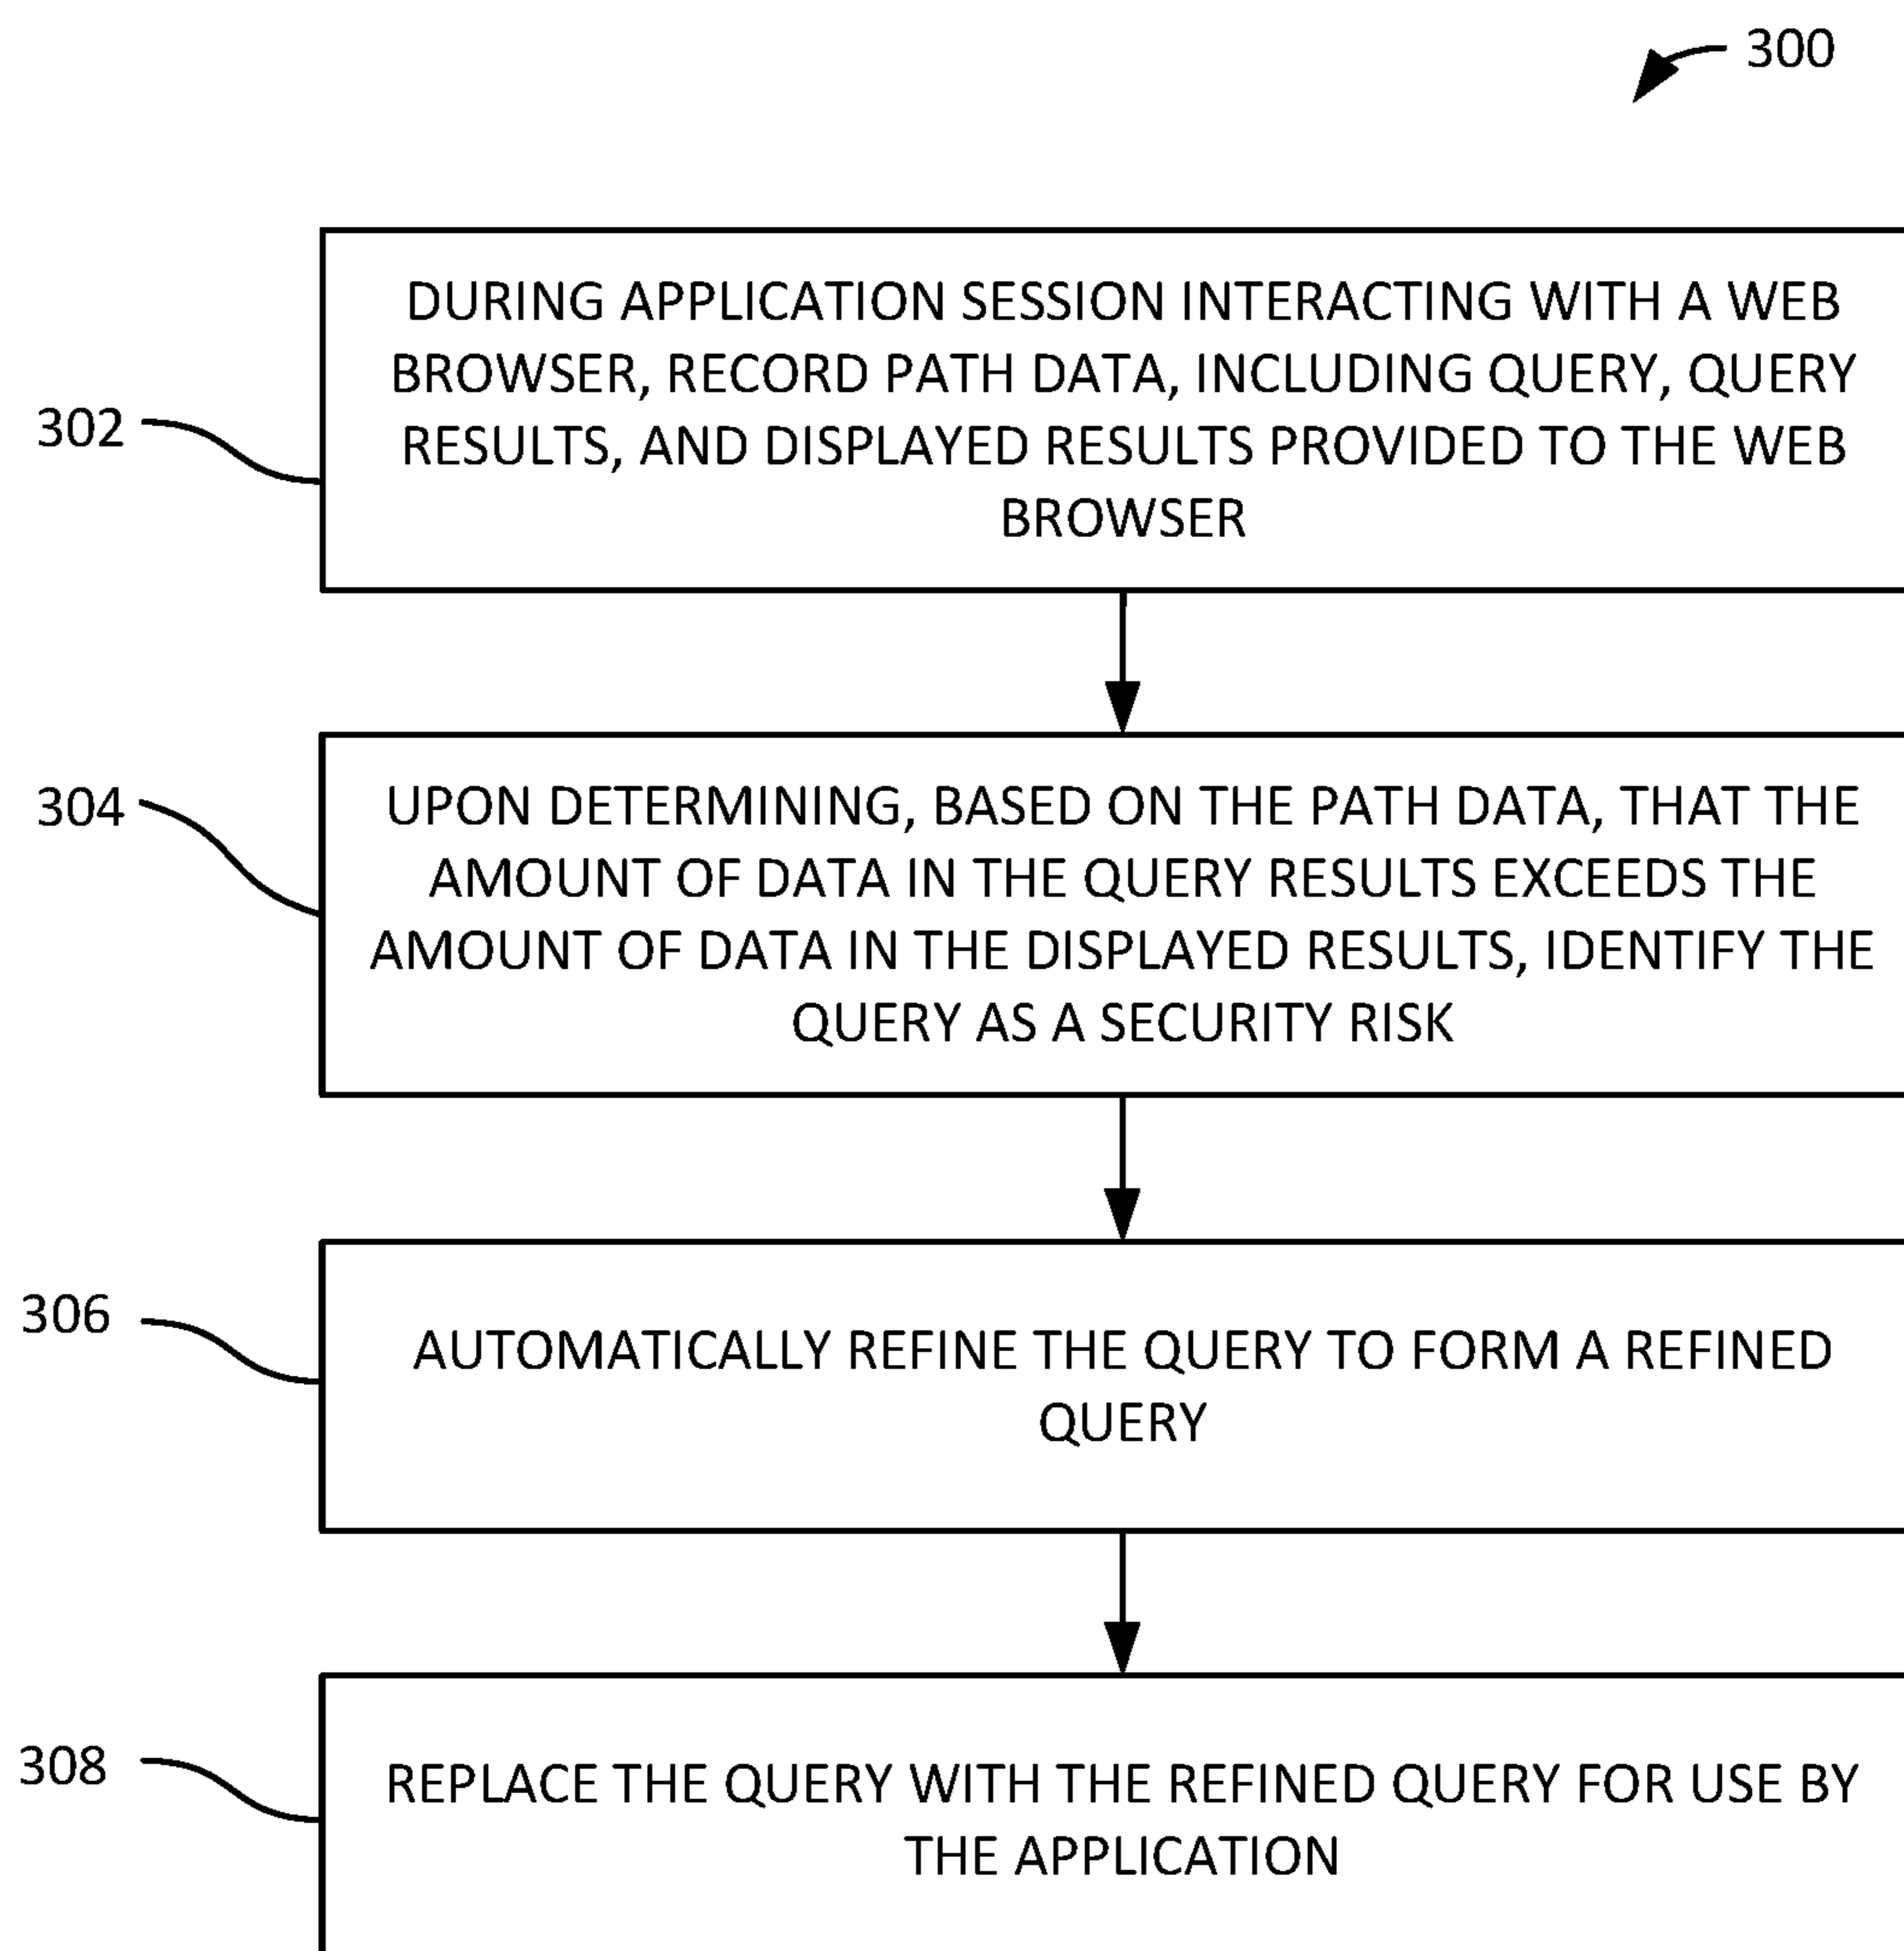 300
302
DURING APPLICATION SESSION INTERACTING WITH A WEB
BROWSER, RECORD PATH DATA, INCLUDING QUERY, QUERY
RESULTS, AND DISPLAYED RESULTS PROVIDED TO THE WEB
BROWSER
304
UPON DETERMINING, BASED ON THE PATH DATA, THAT THE
AMOUNT OF DATA IN THE QUERY RESULTS EXCEEDS THE
AMOUNT OF DATA IN THE DISPLAYED RESULTS, IDENTIFY THE
QUERY AS A SECURITY RISK
306
AUTOMATICALLY REFINE THE QUERY TO FORM A REFINED
QUERY
308
REPLACE THE QUERY WITH THE REFINED QUERY FOR USE BY
THE APPLICATION